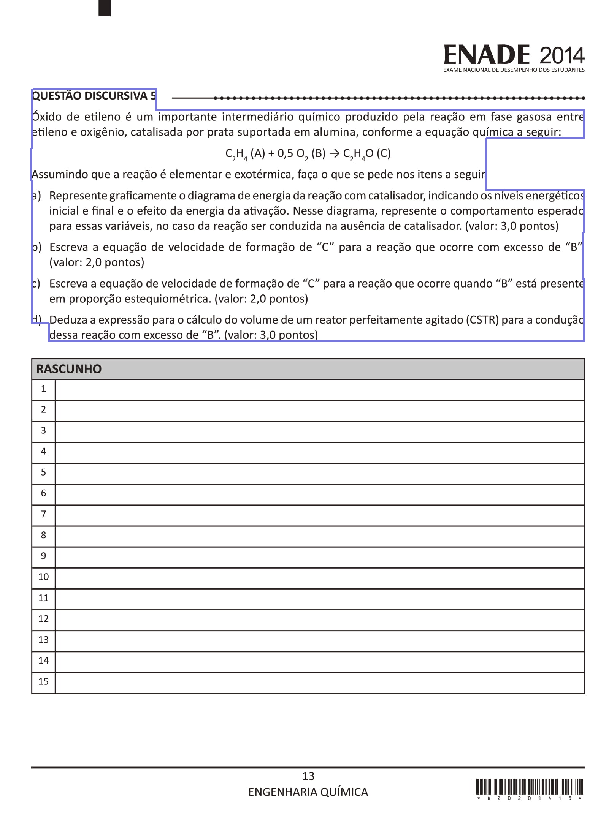 ENADE 2014
EXAME NACIONAL DE DESEMPENHO DOS ESTUDANTES
QUESTÃO DISCURSIVA 5
Óxido de etileno é um importante intermediário químico produzido pela reação em fase gasosa entre
etileno e oxigênio, catalisada por prata suportada em alumina, conforme a equação química a seguir:
C₂H₄ (A) + 0,5 O₂ (B) → C₂H₄O (C)
Assumindo que a reação é elementar e exotérmica, faça o que se pede nos itens a seguir
a) Represente graficamente o diagrama de energia da reação com catalisador, indicando os níveis energéticos
inicial e final e o efeito da energia da ativação. Nesse diagrama, represente o comportamento esperado
para essas variáveis, no caso da reação ser conduzida na ausência de catalisador. (valor: 3,0 pontos)
b) Escreva a equação de velocidade de formação de “C” para a reação que ocorre com excesso de “B”
(valor: 2,0 pontos)
c) Escreva a equação de velocidade de formação de “C” para a reação que ocorre quando “B” está presente
em proporção estequiométrica. (valor: 2,0 pontos)
d) Deduza a expressão para o cálculo do volume de um reator perfeitamente agitado (CSTR) para a condução
dessa reação com excesso de “B”. (valor: 3,0 pontos)
RASCUNHO
1
2
3
4
5
6
7
8
9
10
11
12
13
14
15
13
ENGENHARIA QUÍMICA